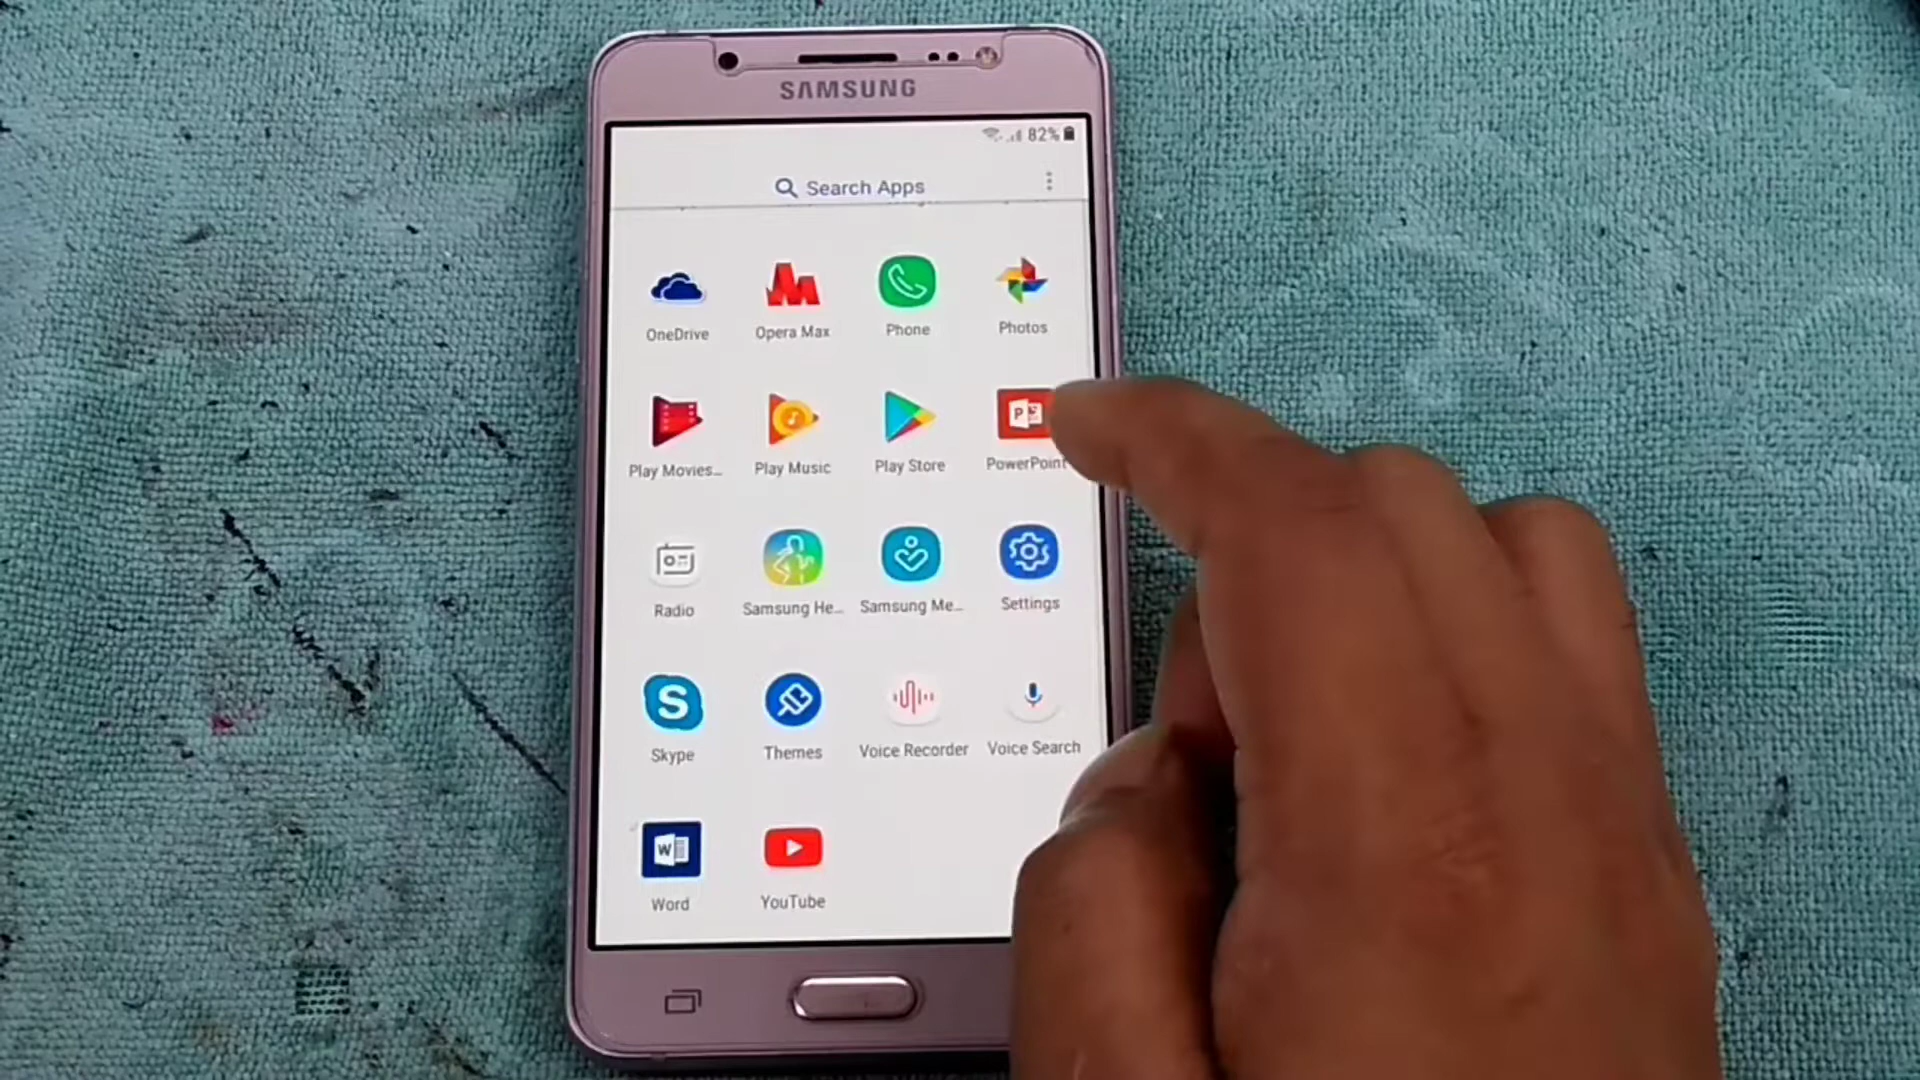 SAMSUNG
82%
Search Apps
OneDrive
Opera Max
Phone
Photos
Play Movies...
Play Music
Play Store
PowerPoint
Radio
Samsung He...
Samsung Me...
Settings
S
Skype
Themes
Voice Recorder
Voice Search
W
Word
YouTube